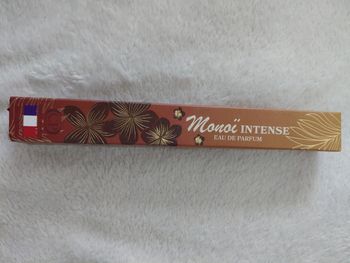 Monoï INTENSE
EAU DE PARFUM